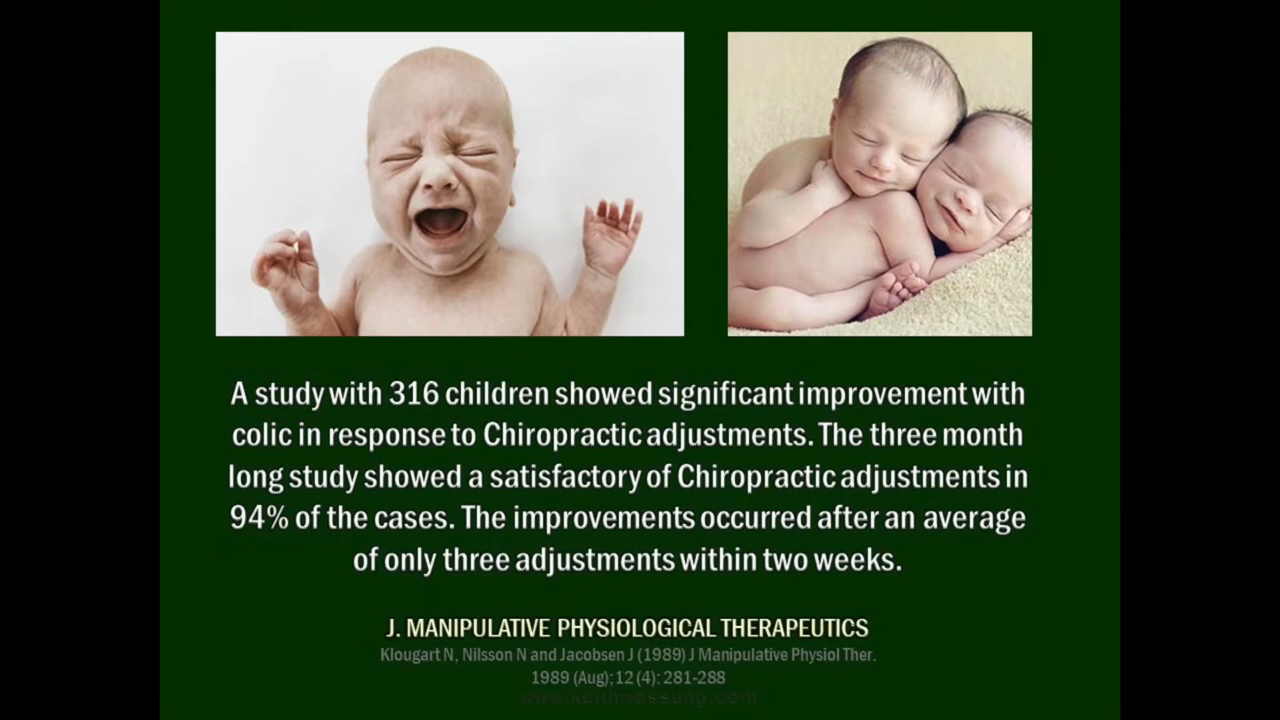 A study with 316 children showed significant improvement with
colic in response to Chiropractic adjustments. The three month
long study showed a satisfactory of Chiropractic adjustments in
94% of the cases. The improvements occurred after an average
of only three adjustments within two weeks.
J. MANIPULATIVE PHYSIOLOGICAL THERAPEUTICS
Klougart N, Nilsson N and Jacobsen J (1989) J Manipulative Physiol Ther.
1989 (Aug); 12 (4): 281-288
www.keithwassung.com